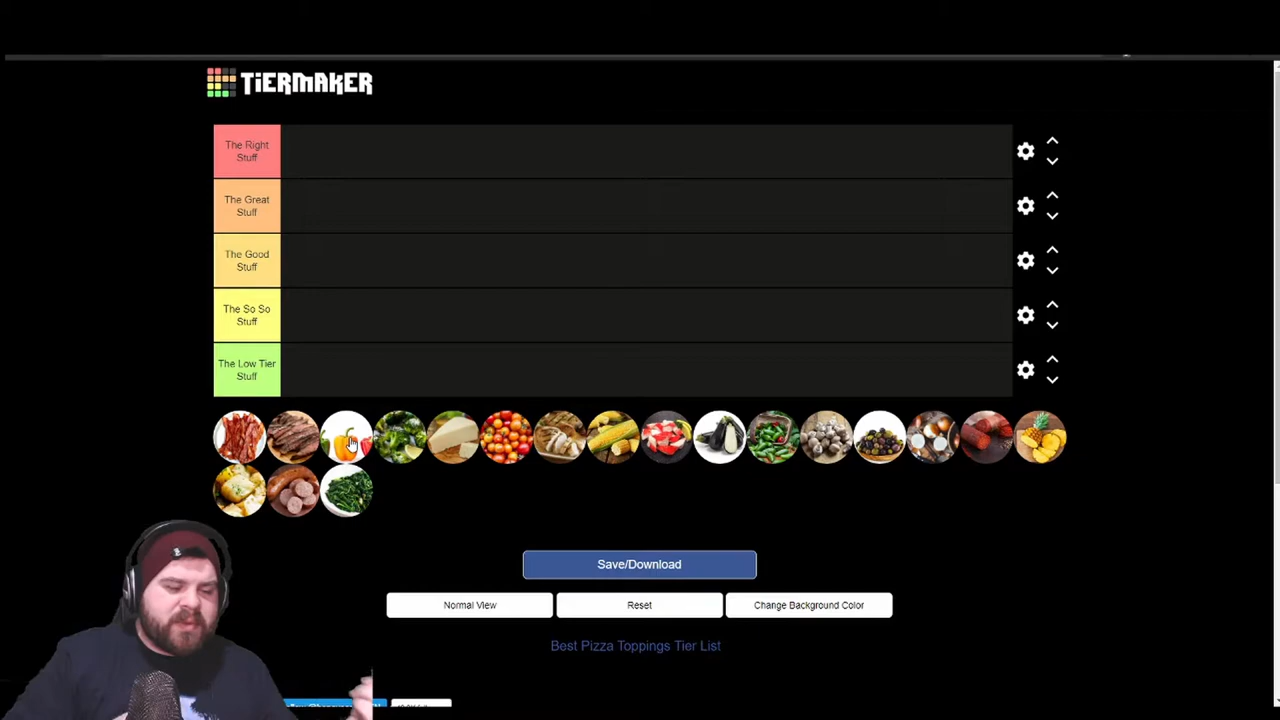 TiERMAKER
The Right
Stuff
The Great
Stuff
The Good
Stuff
The So So
Stuff
The Low Tier
Stuff
Save/Download
Normal View
Reset
Change Background Color
Best Pizza Toppings Tier List